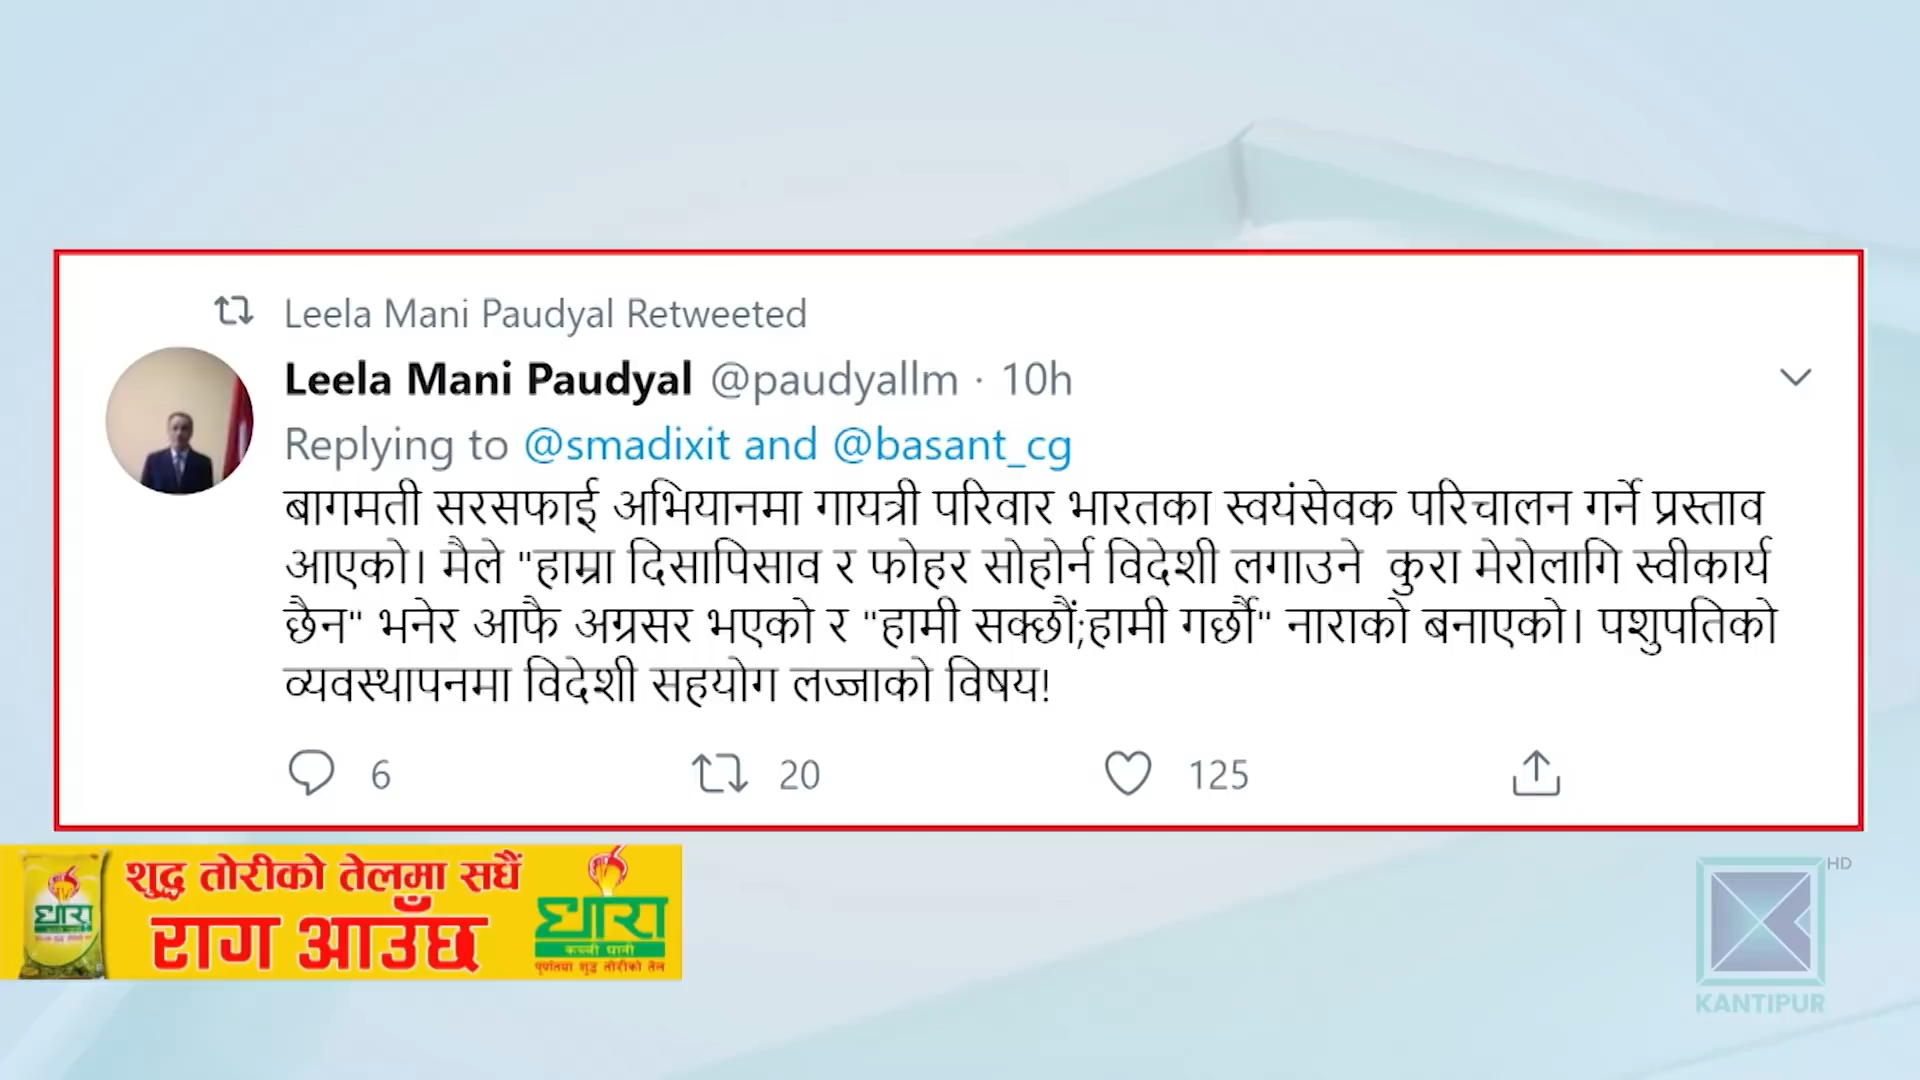 Leela Mani Paudyal Retweeted
Leela Mani Paudyal @paudyallm · 10h
Replying to @smadixit and @basant_cg
बागमती सरसफाई अभियानमा गायत्री परिवार भारतका स्वयंसेवक परिचालन गर्ने प्रस्ताव
आएको। मैले "हाम्रा दिसापिसाव र फोहर सोहोर्न विदेशी लगाउने कुरा मेरोलागि स्वीकार्य
छैन" भनेर आफै अग्रसर भएको र "हामी सक्छौं;हामी गर्छौ" नाराको बनाएको। पशुपतिको
व्यवस्थापनमा विदेशी सहयोग लज्जाको विषय!
6 20 125
शुद्ध तोरीको तेलमा सधैं
राग आउँछ
धारा
धारा
कच्ची घानी
शुद्ध तोरीको तेल
HD
KANTIPUR